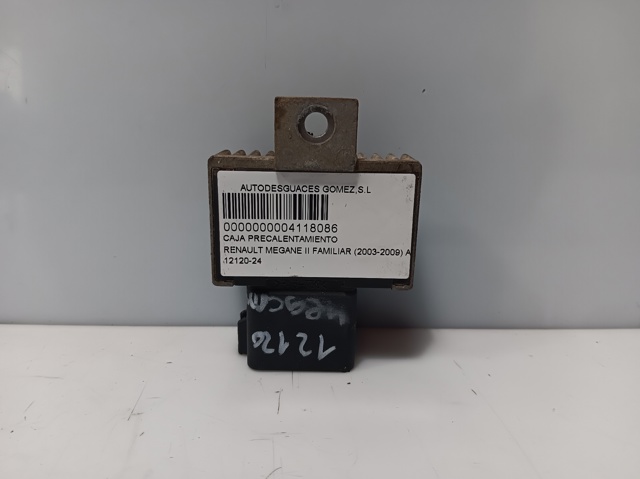 AUTODESGUACES GOMEZ,S.L
0000000004118086
CAJA PRECALENTAMIENTO
RENAULT MEGANE II FAMILIAR (2003-2009) A
.12120-24
12120